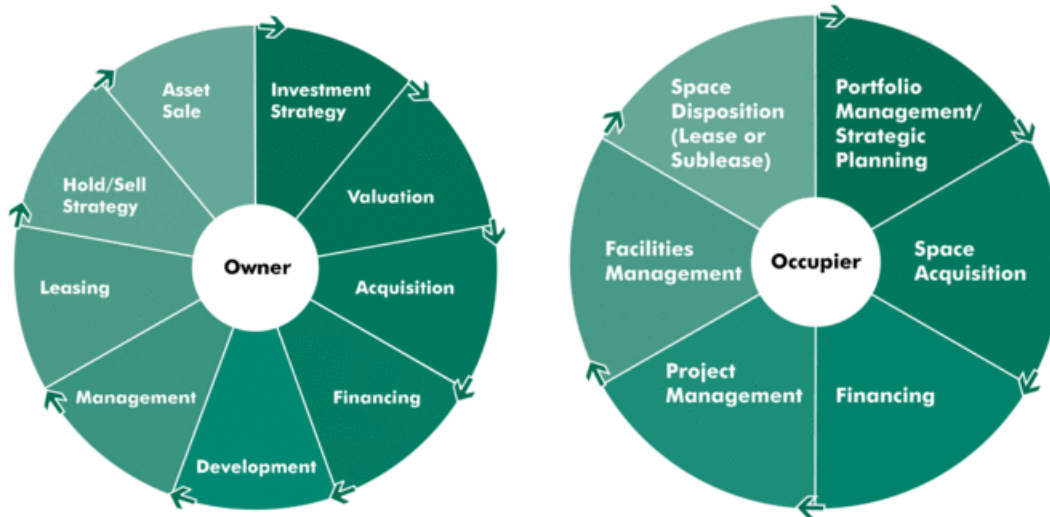 Investment
Strategy
Valuation
Acquisition
Financing
Development
Management
Leasing
Hold/Sell
Strategy
Asset
Sale
Owner
Portfolio
Management/
Strategic
Planning
Space
Acquisition
Financing
Project
Management
Facilities
Management
Space
Disposition
(Lease or
Sublease)
Occupier